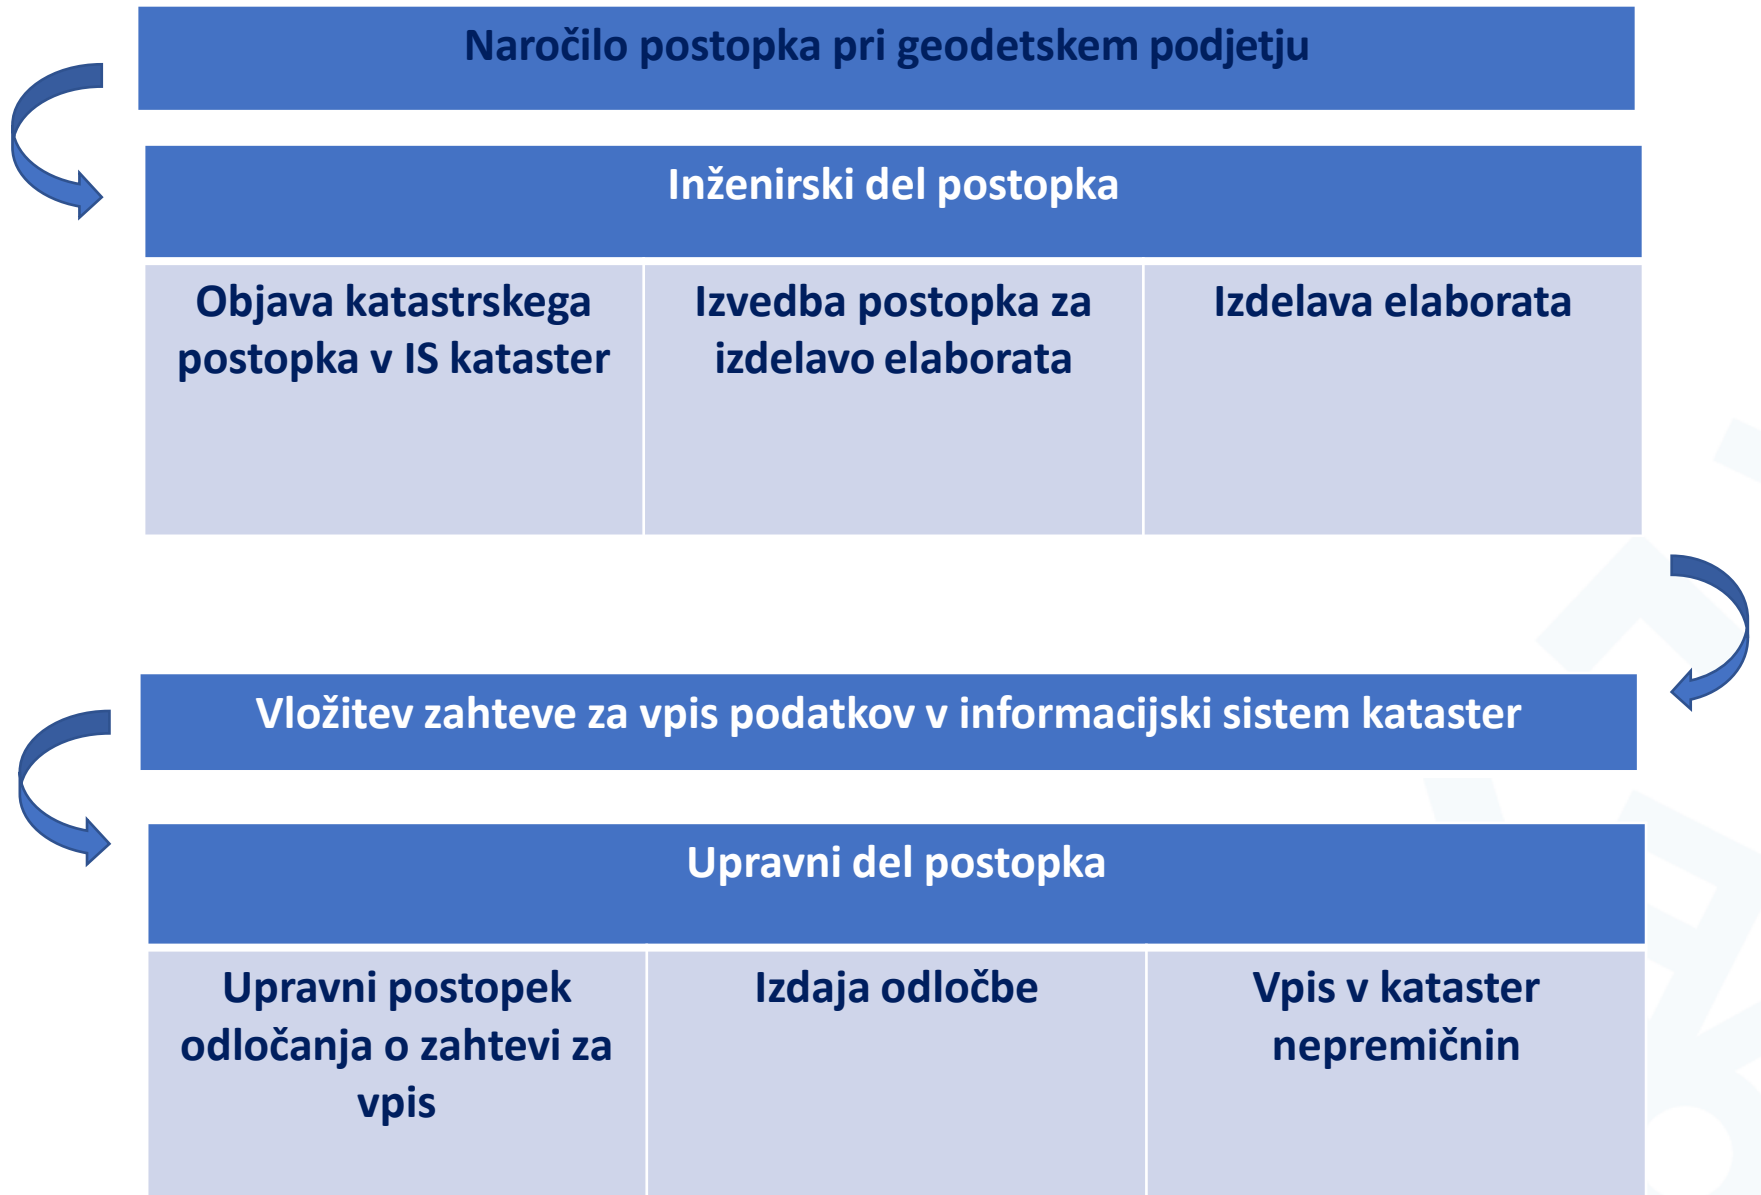 Naročilo postopka pri geodetskem podjetju
Inženirski del postopka
Objava katastrskega
postopka v IS kataster
Izvedba postopka za
izdelavo elaborata
Izdelava elaborata
Vložitev zahteve za vpis podatkov v informacijski sistem kataster
Upravni del postopka
Upravni postopek
odločanja o zahtevi za
vpis
Izdaja odločbe
Vpis v kataster
nepremičnin